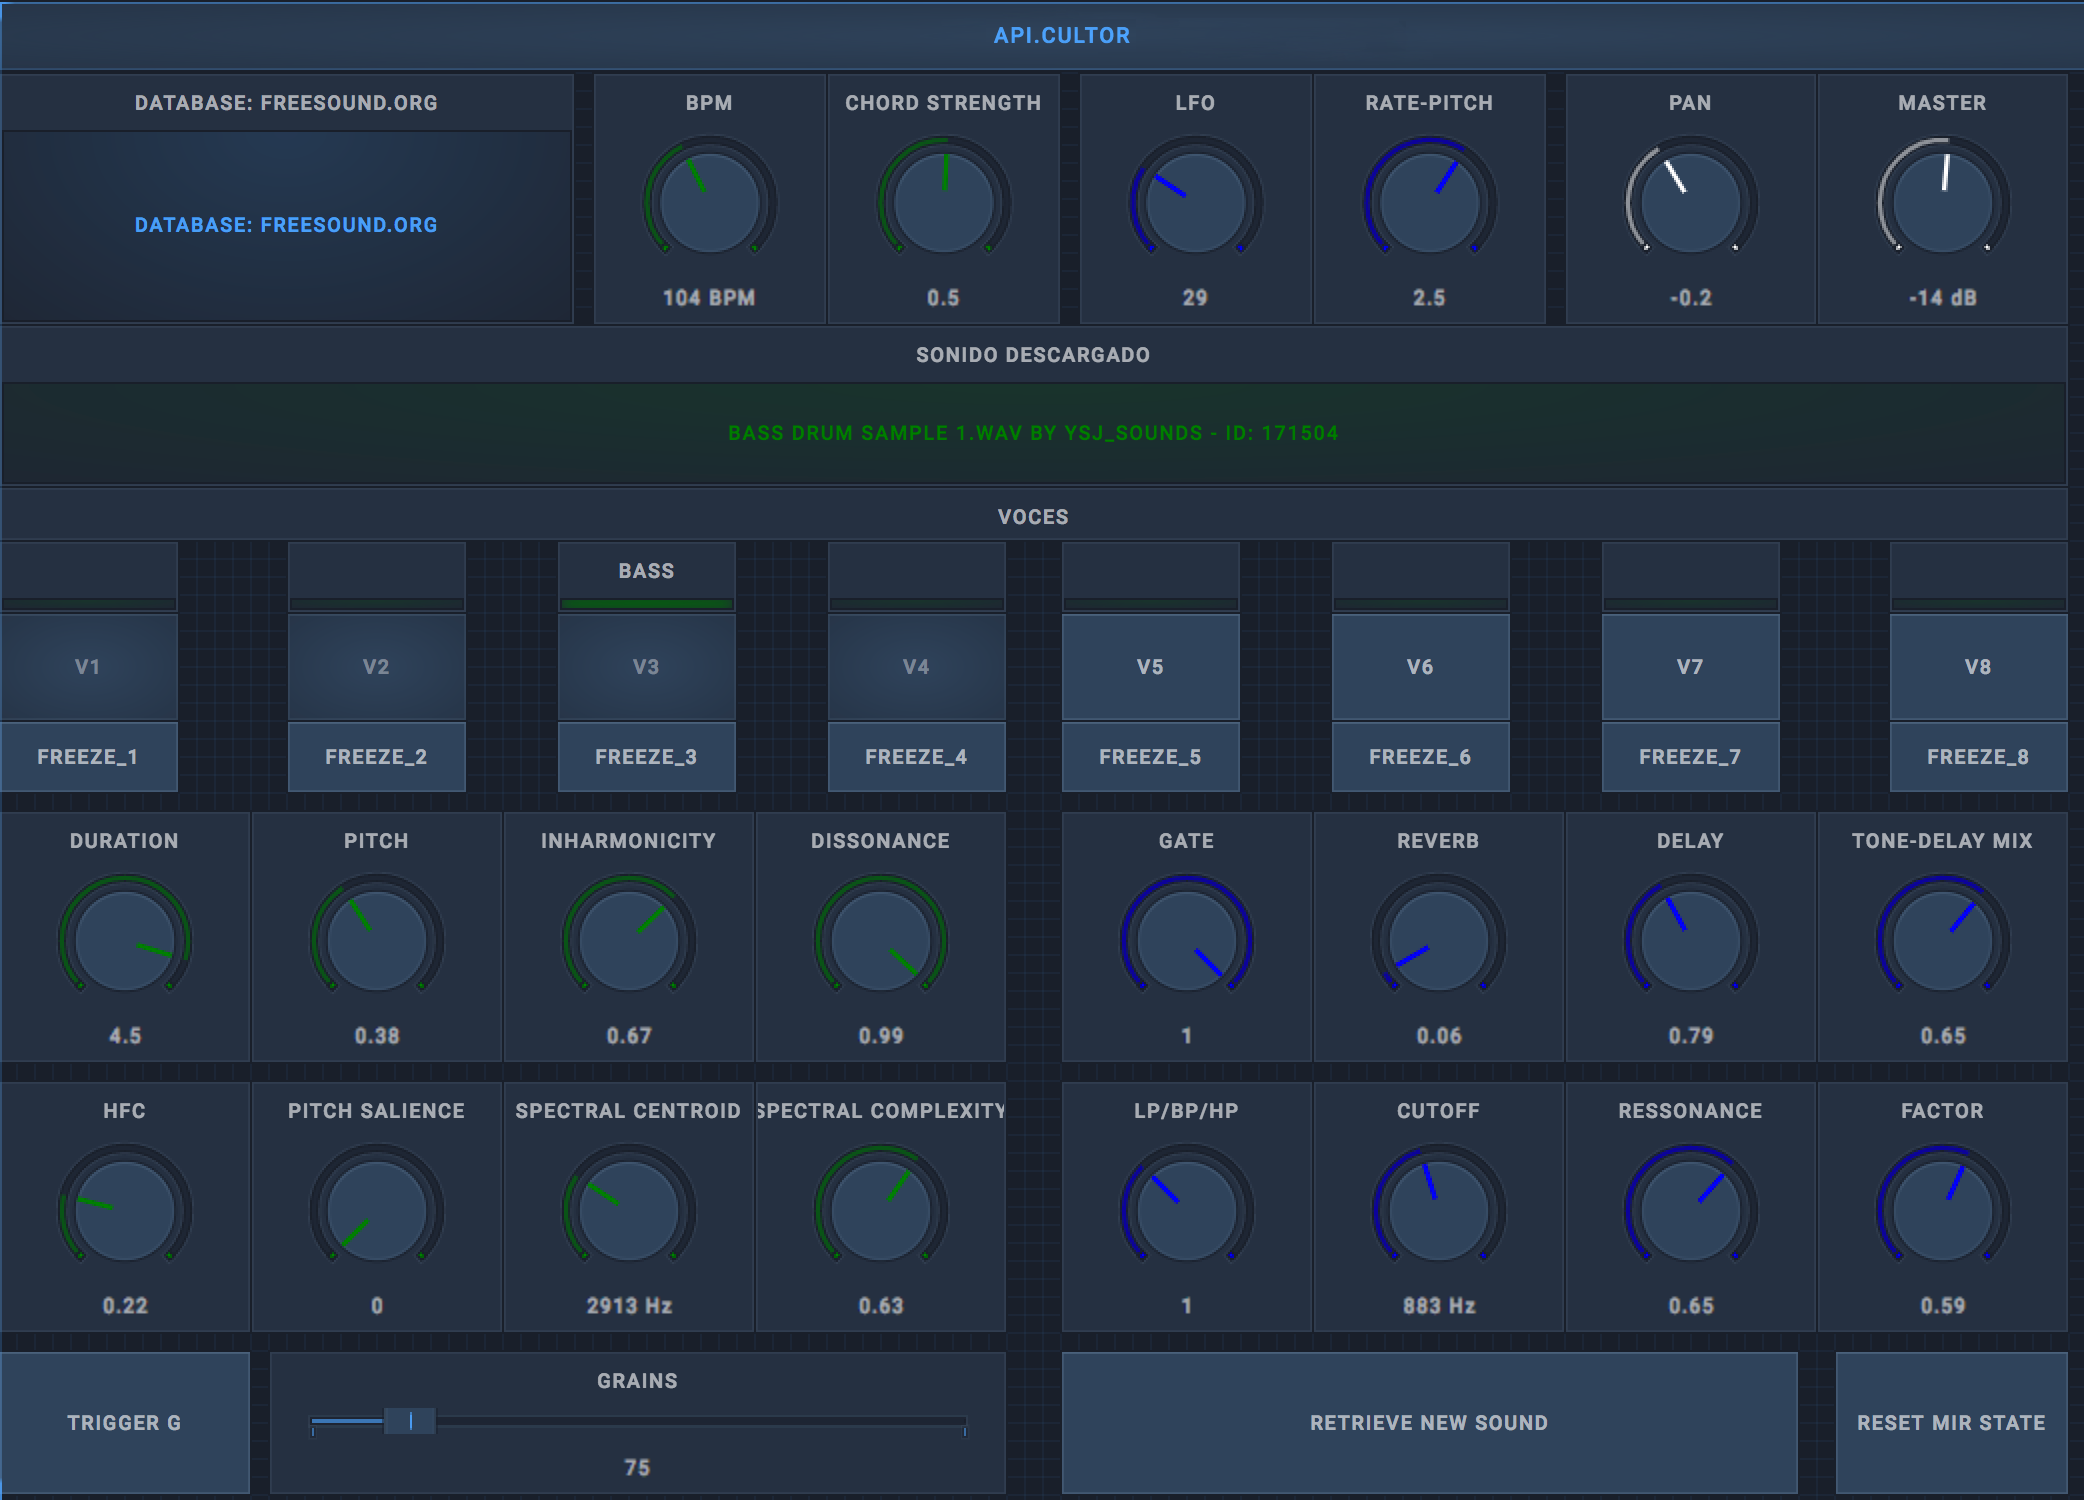 API.CULTOR
DATABASE: FREESOUND.ORG
BPM
CHORD STRENGTH
LFO
RATE-PITCH
PAN
MASTER
DATABASE: FREESOUND.ORG
104 BPM
0.5
29
2.5
-0.2
-14 dB
SONIDO DESCARGADO
BASS DRUM SAMPLE 1.WAV BY YSJ_SOUNDS - ID: 171504
VOCES
BASS
V1
V2
V3
V4
V5
V6
V7
V8
FREEZE_1
FREEZE_2
FREEZE_3
FREEZE_4
FREEZE_5
FREEZE_6
FREEZE_7
FREEZE_8
DURATION
PITCH
INHARMONICITY
DISSONANCE
GATE
REVERB
DELAY
TONE-DELAY MIX
4.5
0.38
0.67
0.99
1
0.06
0.79
0.65
HFC
PITCH SALIENCE
SPECTRAL CENTROID
SPECTRAL COMPLEXITY
LP/BP/HP
CUTOFF
RESSONANCE
FACTOR
0.22
0
2913 Hz
0.63
1
883 Hz
0.65
0.59
TRIGGER G
GRAINS
75
RETRIEVE NEW SOUND
RESET MIR STATE